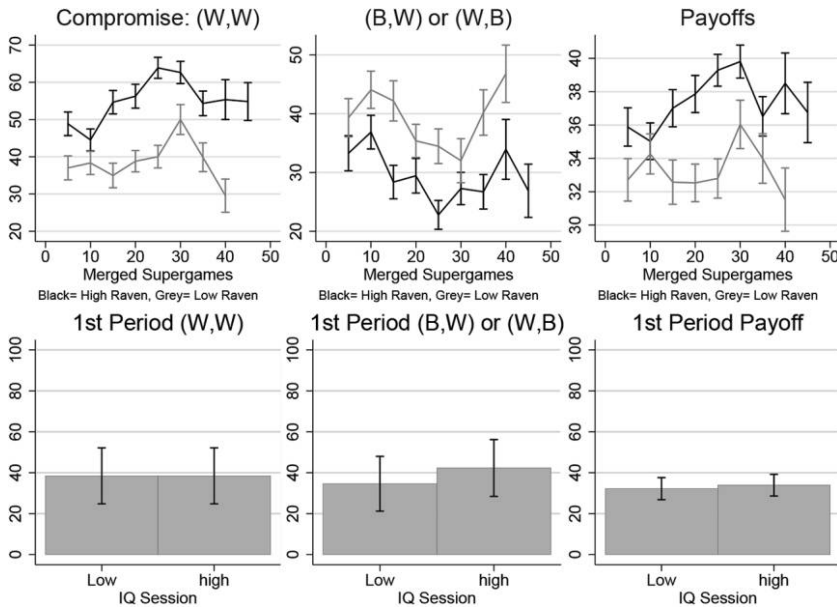 Compromise: (W,W)
70
60
50
40
30
20
0 10 20 30 40 50
Merged Supergames
Black= High Raven, Grey= Low Raven
(B,W) or (W,B)
50
40
30
20
0 10 20 30 40 50
Merged Supergames
Black= High Raven, Grey= Low Raven
Payoffs
40
38
36
34
32
30
0 10 20 30 40 50
Merged Supergames
Black= High Raven, Grey= Low Raven
1st Period (W,W)
100
80
60
40
20
0
Low high
IQ Session
1st Period (B,W) or (W,B)
100
80
60
40
20
0
Low high
IQ Session
1st Period Payoff
100
80
60
40
20
0
Low high
IQ Session